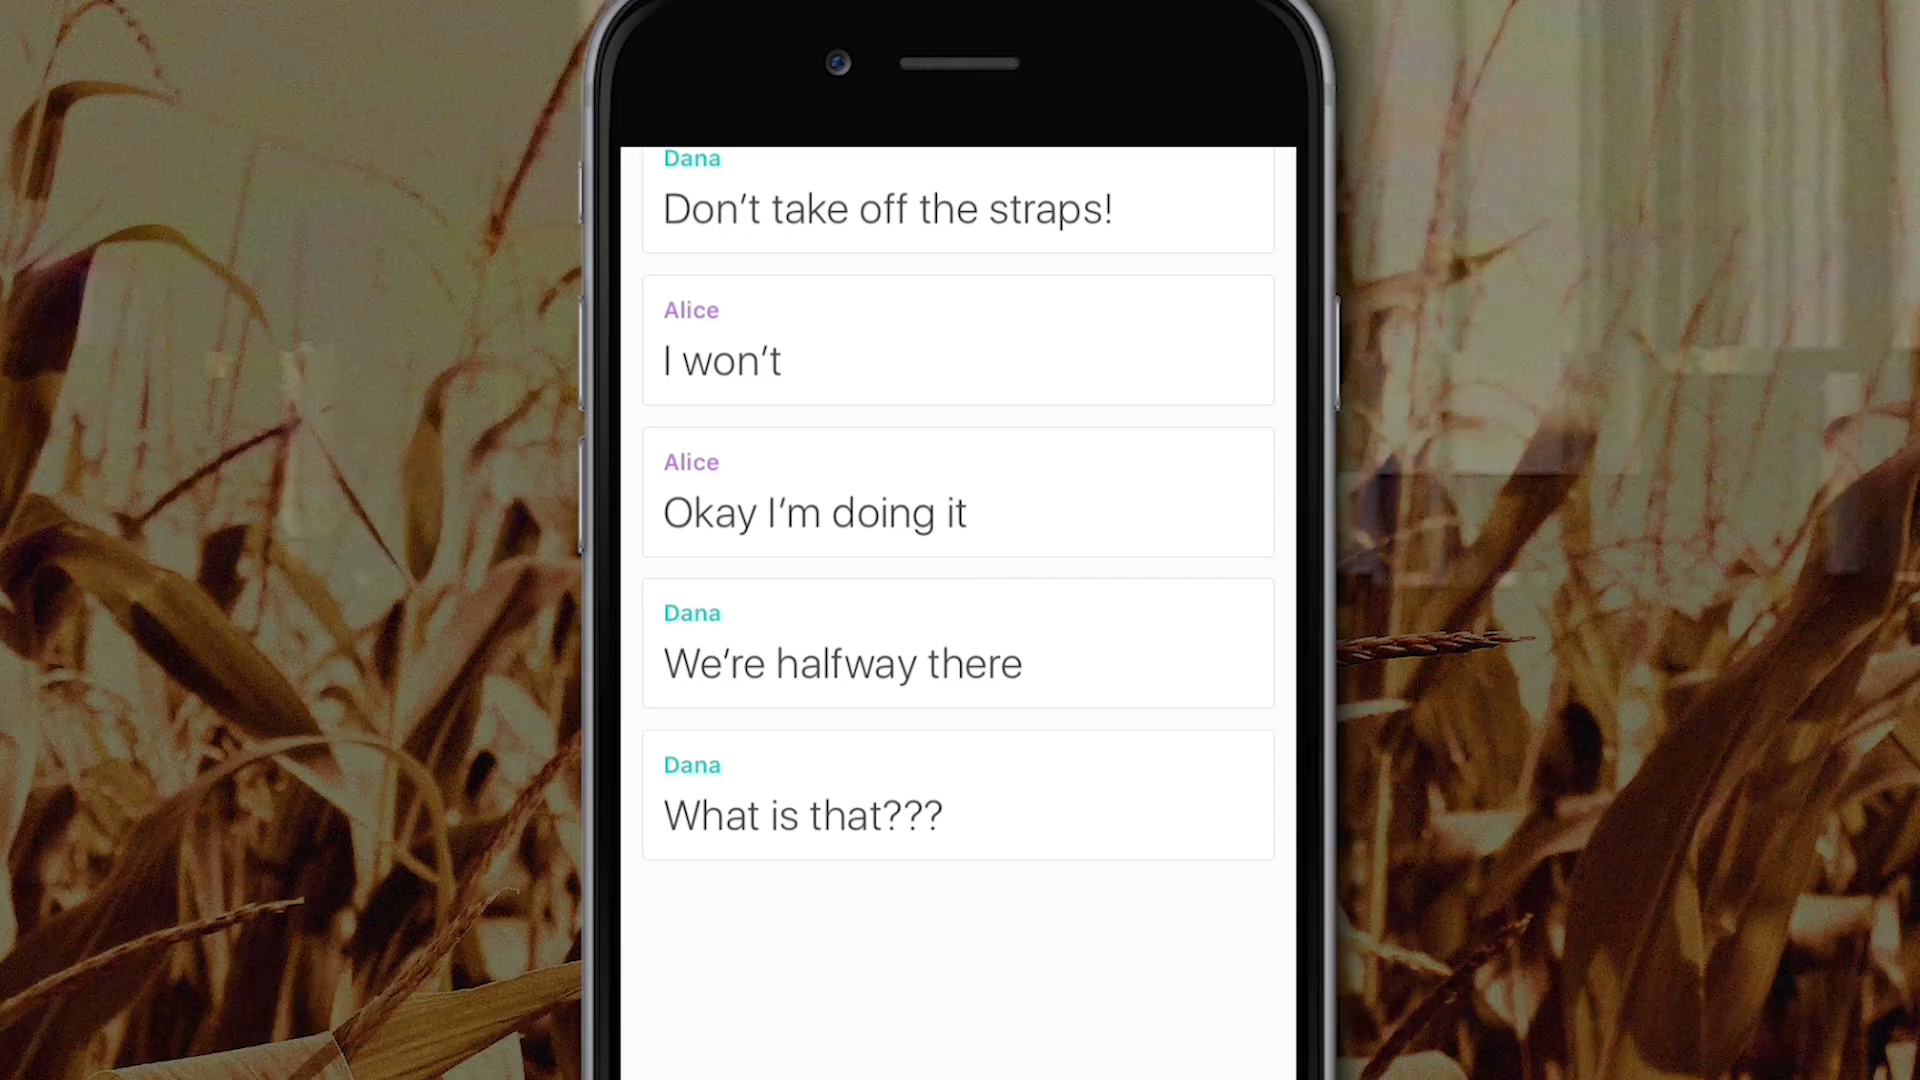 Dana
Don’t take off the straps!
Alice
I won’t
Alice
Okay I’m doing it
Dana
We’re halfway there
Dana
What is that???